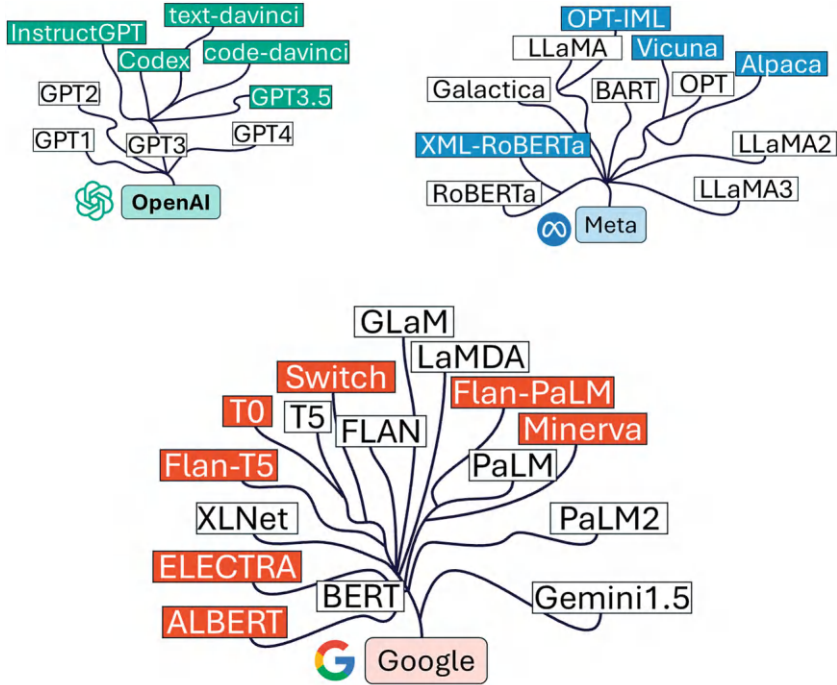 text-davinci
InstructGPT
Codex
code-davinci
GPT2
GPT3.5
GPT1
GPT3
GPT4
OpenAI
OPT-IML
LLaMA
Vicuna
Alpaca
Galactica
BART
OPT
XML-RoBERTa
LLaMA2
RoBERTa
LLaMA3
Meta
GLaM
LaMDA
Switch
Flan-PaLM
T0
T5
FLAN
Minerva
Flan-T5
PaLM
XLNet
PaLM2
ELECTRA
BERT
Gemini1.5
ALBERT
Google